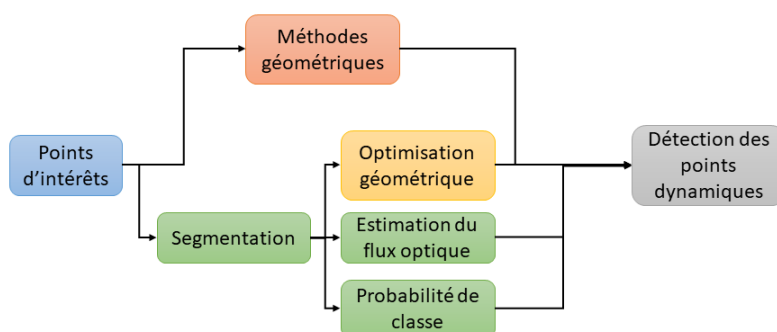 Méthodes
géométriques
Points
d'intérêts
Optimisation
géométrique
Détection des
points
dynamiques
Segmentation
Estimation du
flux optique
Probabilité de
classe